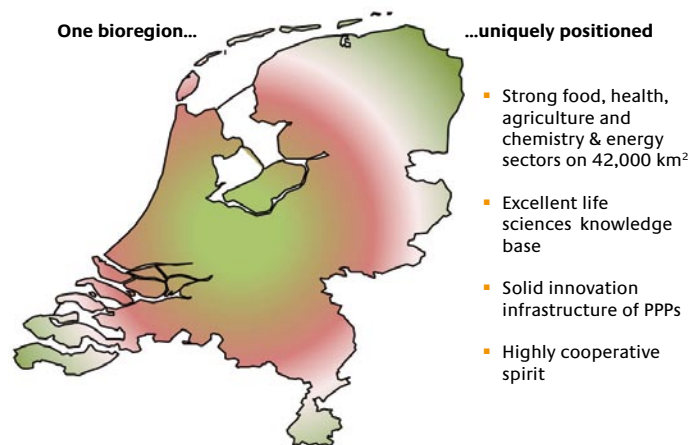 One bioregion...
...uniquely positioned
▪ Strong food, health,
agriculture and
chemistry & energy
sectors on 42,000 km²
▪ Excellent life
sciences knowledge
base
▪ Solid innovation
infrastructure of PPPs
▪ Highly cooperative
spirit